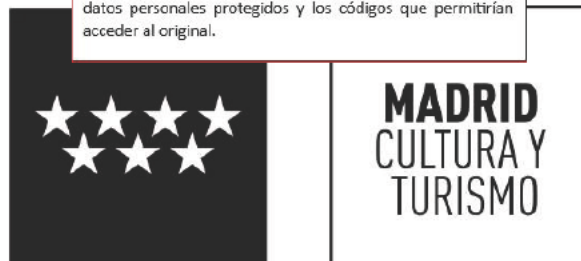 datos personales protegidos y los códigos que permitirían
acceder al original.
MADRID
CULTURA Y
TURISMO